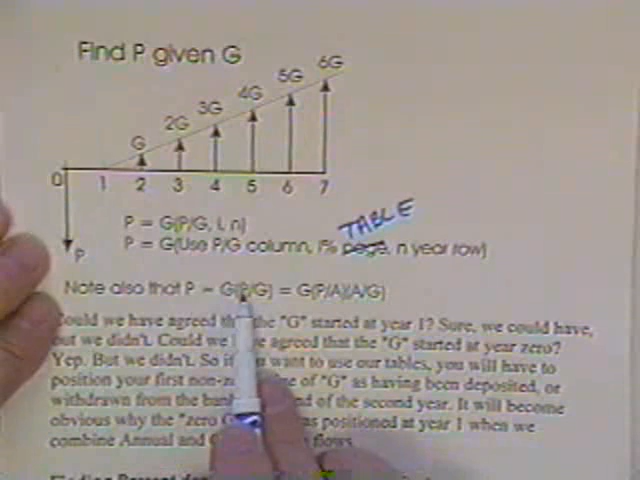 Find P given G
6G
5G
4G
3G
2G
G
0 1 2 3 4 5 6 7
P
P = G(P/G, i, n)
TABLE
P = G(Use P/G column, i% page, n year row)
Note also that P = G(P/G) = G(P/A)(A/G)
Could we have agreed that the "G" started at year 1? Sure, we could have,
but we didn't. Could we have agreed that the "G" started at year zero?
Yep. But we didn't. So if you want to use our tables, you will have to
position your first non-zero of "G" as having been deposited, or
withdrawn from the bank end of the second year. It will become
obvious why the "zero positioned at year 1 when we
combine Annual and flows.